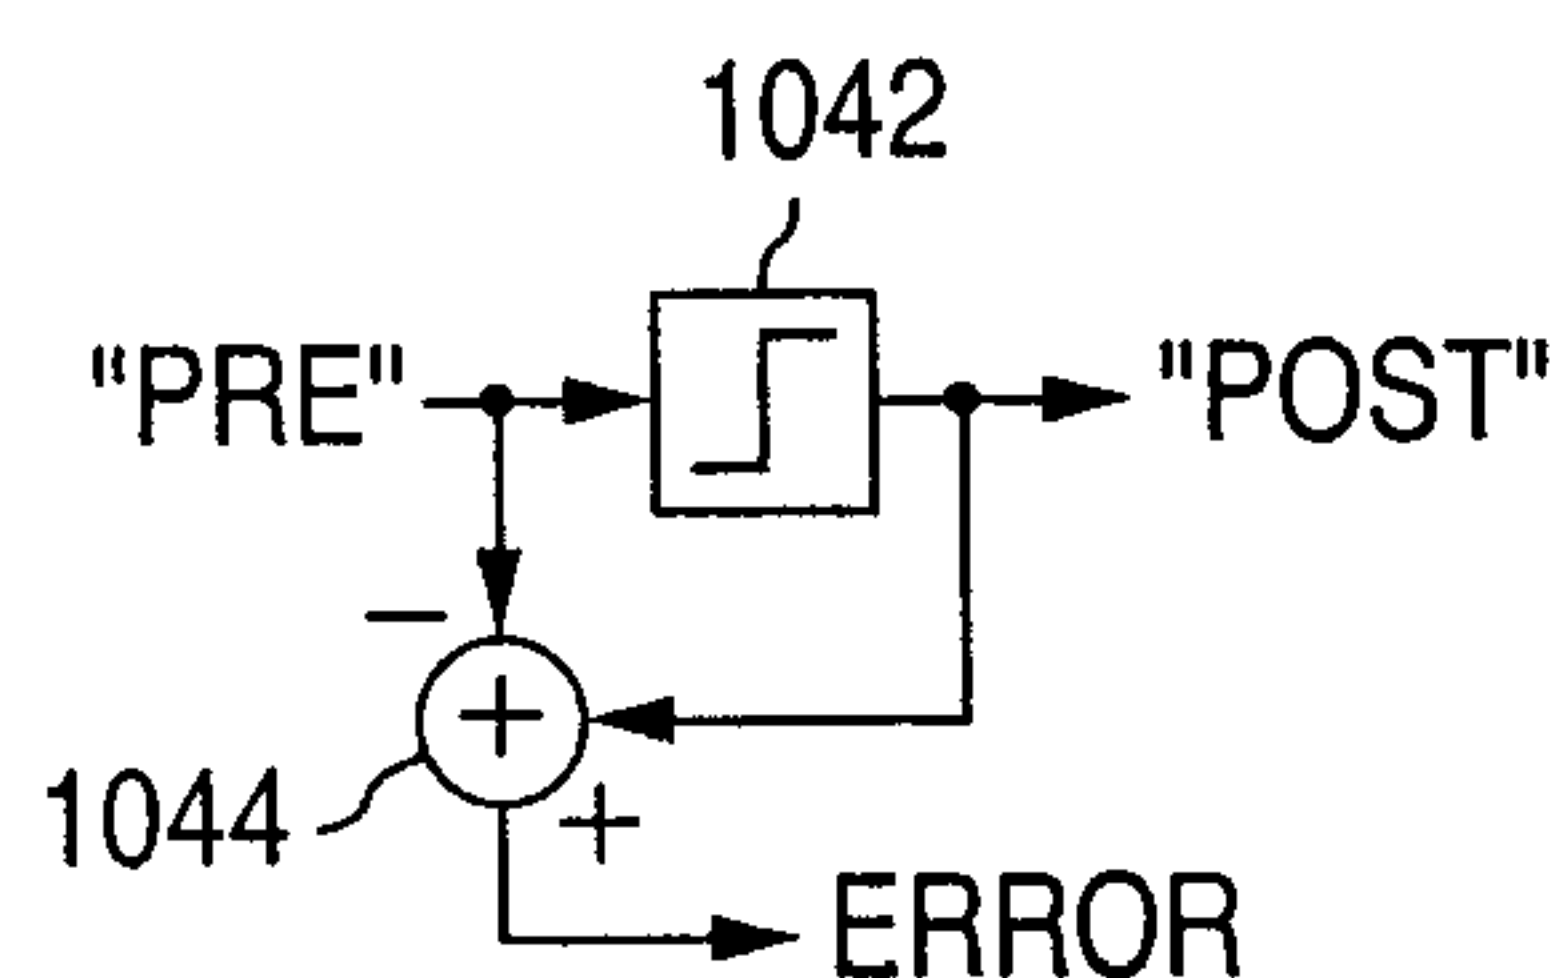 1042
"PRE"
"POST"
−
+
1044
+
ERROR